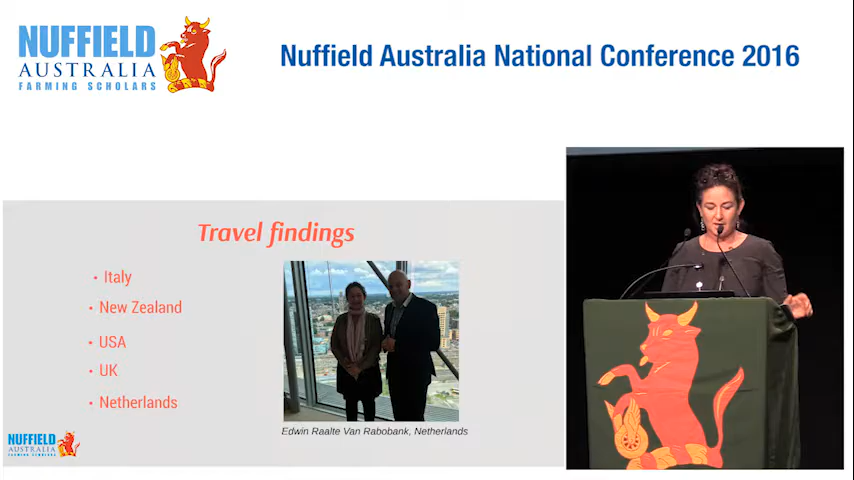 NUFFIELD
AUSTRALIA
FARMING SCHOLARS
Nuffield Australia National Conference 2016
Travel findings
• Italy
• New Zealand
• USA
• UK
• Netherlands
Edwin Raalte Van Rabobank, Netherlands
NUFFIELD
AUSTRALIA
FARMING SCHOLARS